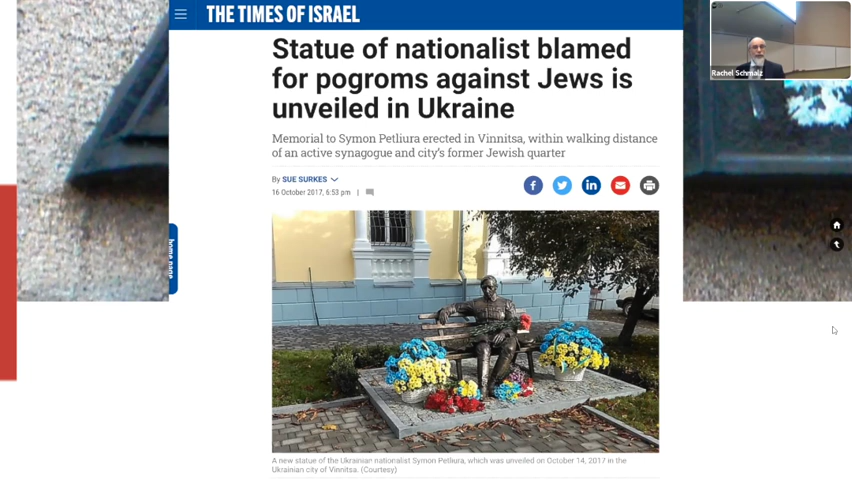 THE TIMES OF ISRAEL
Rachel Schmalz
Statue of nationalist blamed
for pogroms against Jews is
unveiled in Ukraine
Memorial to Symon Petliura erected in Vinnitsa, within walking distance
of an active synagogue and city's former Jewish quarter
By SUE SURKES
16 October 2017, 6:53 pm |
home page
A new statue of the Ukrainian nationalist Symon Petliura, which was unveiled on October 14, 2017 in the
Ukrainian city of Vinnitsa. (Courtesy)